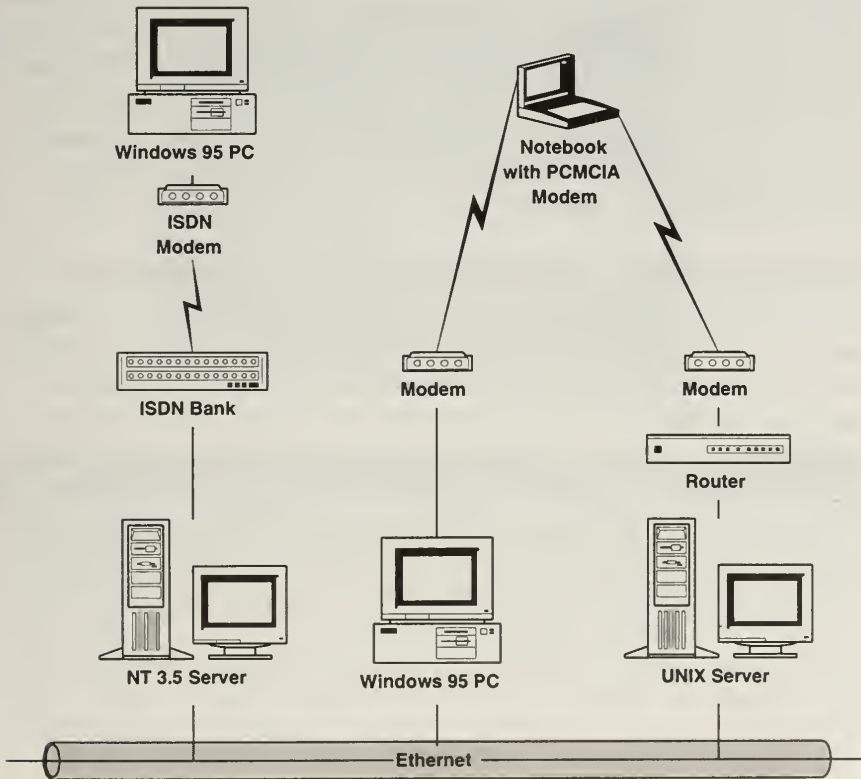 Windows 95 PC
ISDN
Modem
Notebook
with PCMCIA
Modem
ISDN Bank
Modem
Modem
Router
NT 3.5 Server
Windows 95 PC
UNIX Server
Ethernet